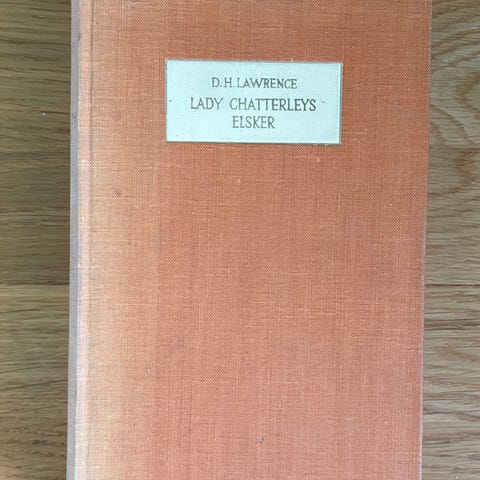 D. H. LAWRENCE
LADY CHATTERLEYS
ELSKER